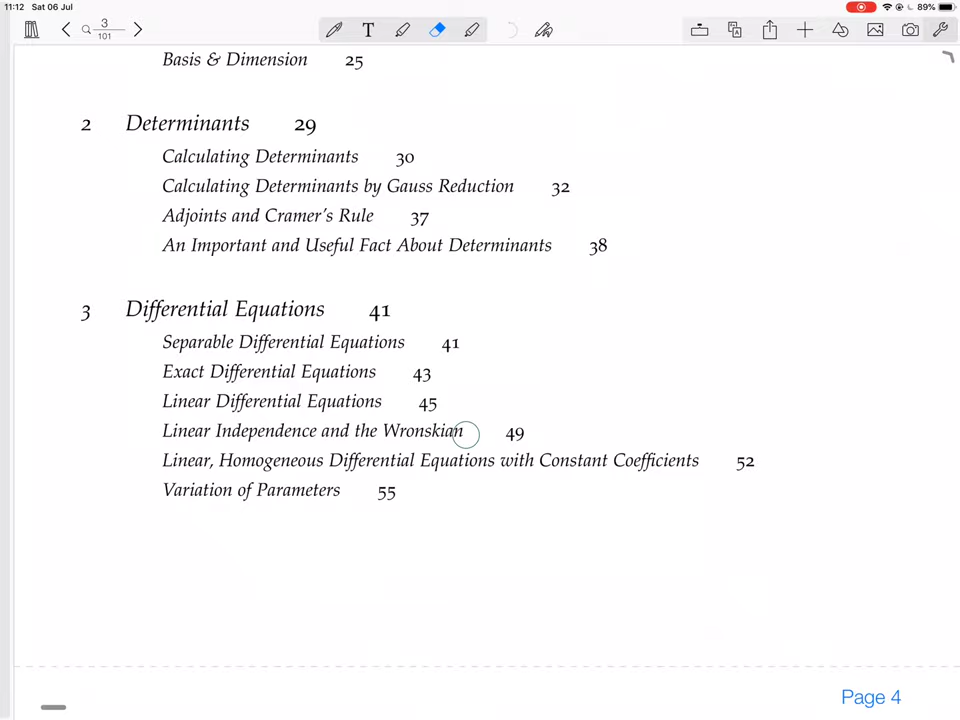 11:12 Sat 06 Jul
89%
3
101
T
Basis & Dimension 25
2 Determinants 29
Calculating Determinants 30
Calculating Determinants by Gauss Reduction 32
Adjoints and Cramer's Rule 37
An Important and Useful Fact About Determinants 38
3 Differential Equations 41
Separable Differential Equations 41
Exact Differential Equations 43
Linear Differential Equations 45
Linear Independence and the Wronskian 49
Linear, Homogeneous Differential Equations with Constant Coefficients 52
Variation of Parameters 55
Page 4